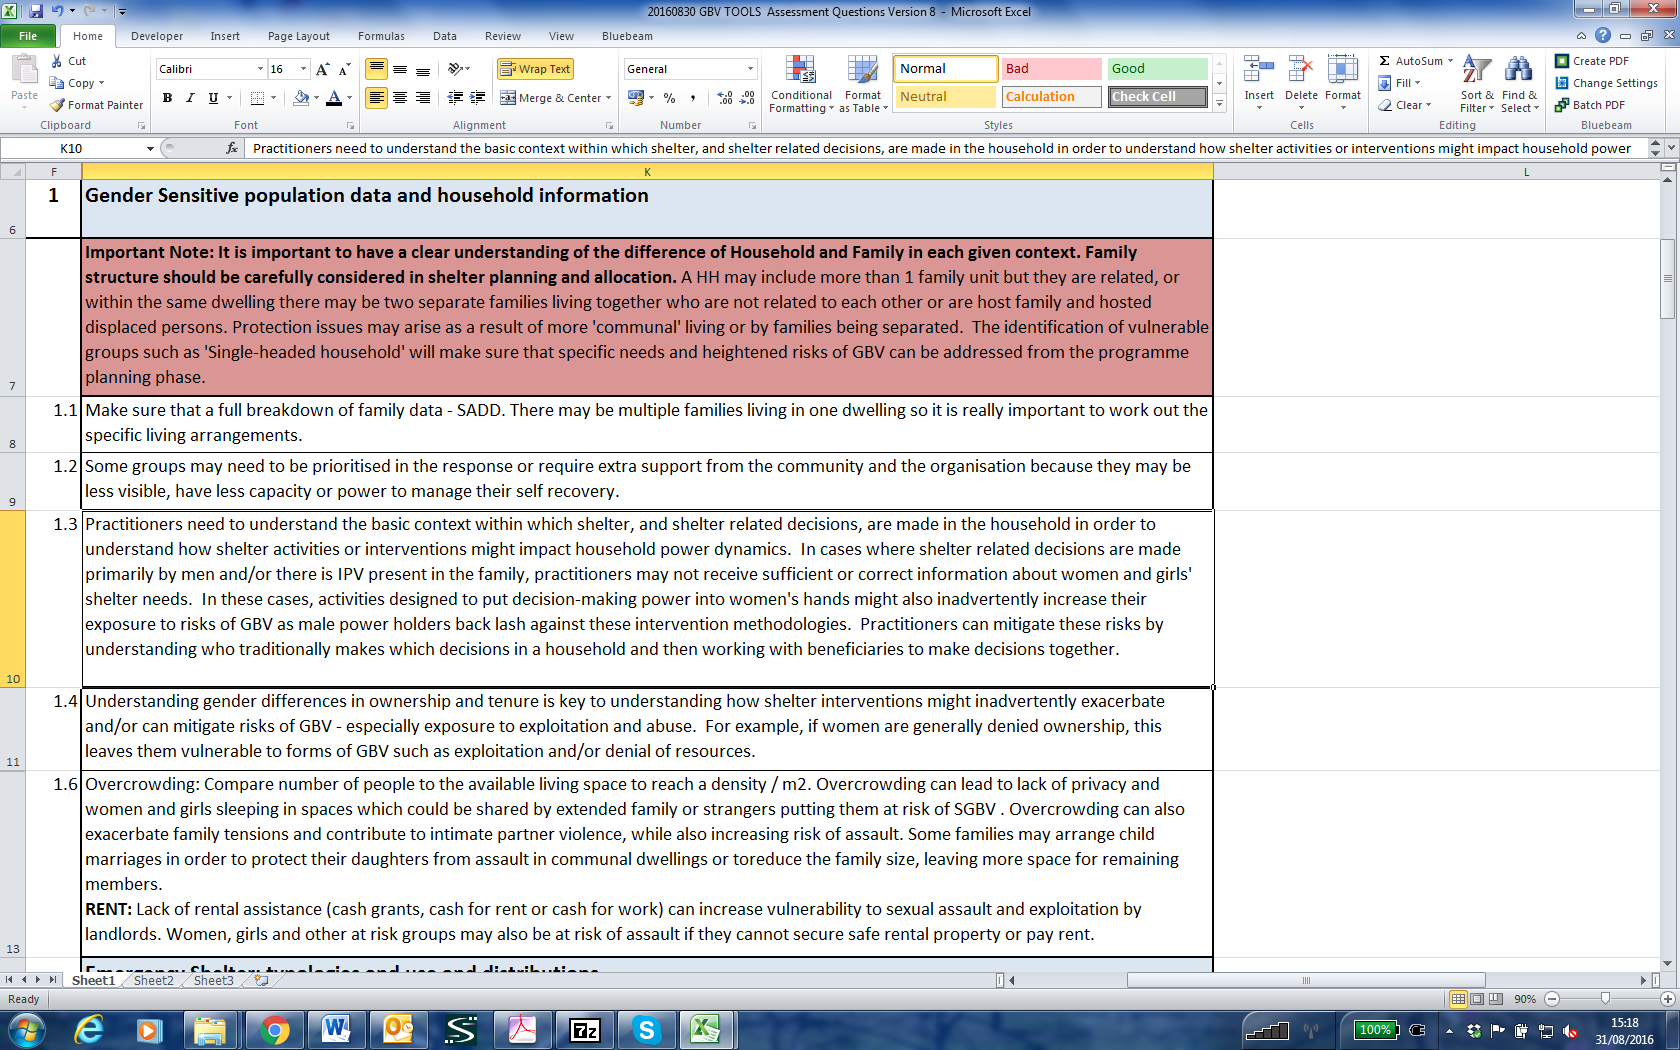 20160830 GBV TOOLS  Assessment Questions Version 8  -  Microsoft Excel
File Home Developer Insert Page Layout Formulas Data Review View Bluebeam
Paste
Cut
Copy
Format Painter
Clipboard
Calibri 16
B I U
Font
Wrap Text
Merge & Center
Alignment
General
Number
Conditional Formatting
Format as Table
Normal Bad Good
Neutral Calculation Check Cell
Styles
Insert Delete Format
Cells
AutoSum
Fill
Clear
Sort & Filter
Find & Select
Editing
Create PDF
Change Settings
Batch PDF
Bluebeam
K10
fx
Practitioners need to understand the basic context within which shelter, and shelter related decisions, are made in the household in order to understand how shelter activities or interventions might impact household power
F K L
6
1 Gender Sensitive population data and household information
7
Important Note: It is important to have a clear understanding of the difference of Household and Family in each given context. Family
structure should be carefully considered in shelter planning and allocation. A HH may include more than 1 family unit but they are related, or
within the same dwelling there may be two separate families living together who are not related to each other or are host family and hosted
displaced persons. Protection issues may arise as a result of more 'communal' living or by families being separated.  The identification of vulnerable
groups such as 'Single-headed household' will make sure that specific needs and heightened risks of GBV can be addressed from the programme
planning phase.
8
1.1 Make sure that a full breakdown of family data - SADD. There may be multiple families living in one dwelling so it is really important to work out the
specific living arrangements.
9
1.2 Some groups may need to be prioritised in the response or require extra support from the community and the organisation because they may be
less visible, have less capacity or power to manage their self recovery.
10
1.3 Practitioners need to understand the basic context within which shelter, and shelter related decisions, are made in the household in order to
understand how shelter activities or interventions might impact household power dynamics.  In cases where shelter related decisions are made
primarily by men and/or there is IPV present in the family, practitioners may not receive sufficient or correct information about women and girls'
shelter needs.  In these cases, activities designed to put decision-making power into women's hands might also inadvertently increase their
exposure to risks of GBV as male power holders back lash against these intervention methodologies.  Practitioners can mitigate these risks by
understanding who traditionally makes which decisions in a household and then working with beneficiaries to make decisions together.
11
1.4 Understanding gender differences in ownership and tenure is key to understanding how shelter interventions might inadvertently exacerbate
and/or can mitigate risks of GBV - especially exposure to exploitation and abuse.  For example, if women are generally denied ownership, this
leaves them vulnerable to forms of GBV such as exploitation and/or denial of resources.
13
1.6 Overcrowding: Compare number of people to the available living space to reach a density / m2. Overcrowding can lead to lack of privacy and
women and girls sleeping in spaces which could be shared by extended family or strangers putting them at risk of SGBV . Overcrowding can also
exacerbate family tensions and contribute to intimate partner violence, while also increasing risk of assault. Some families may arrange child
marriages in order to protect their daughters from assault in communal dwellings or toreduce the family size, leaving more space for remaining
members.
RENT: Lack of rental assistance (cash grants, cash for rent or cash for work) can increase vulnerability to sexual assault and exploitation by
landlords. Women, girls and other at risk groups may also be at risk of assault if they cannot secure safe rental property or pay rent.
Emergency Shelter: typologies and use and distributions
Sheet1 Sheet2 Sheet3
Ready
90%
100%
15:18
31/08/2016